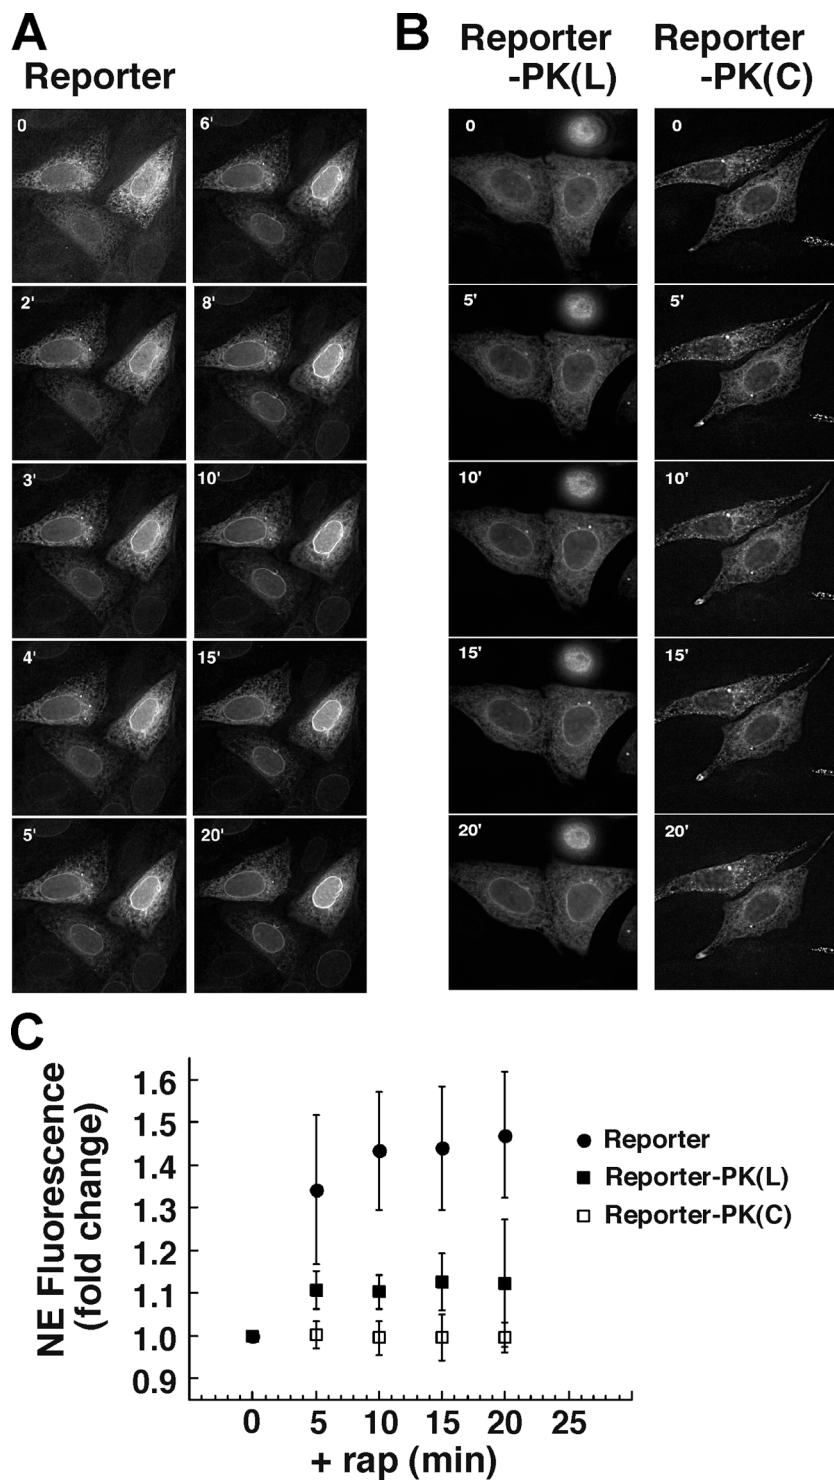 A
Reporter
0
6'
2'
8'
3'
10'
4'
15'
5'
20'
B
Reporter
-PK(L)
Reporter
-PK(C)
0
0
5'
5'
10'
10'
15'
15'
20'
20'
C
NE Fluorescence
(fold change)
1.6
1.5
1.4
1.3
1.2
1.1
1.0
0.9
0 5 10 15 20 25
+ rap (min)
Reporter
Reporter-PK(L)
Reporter-PK(C)